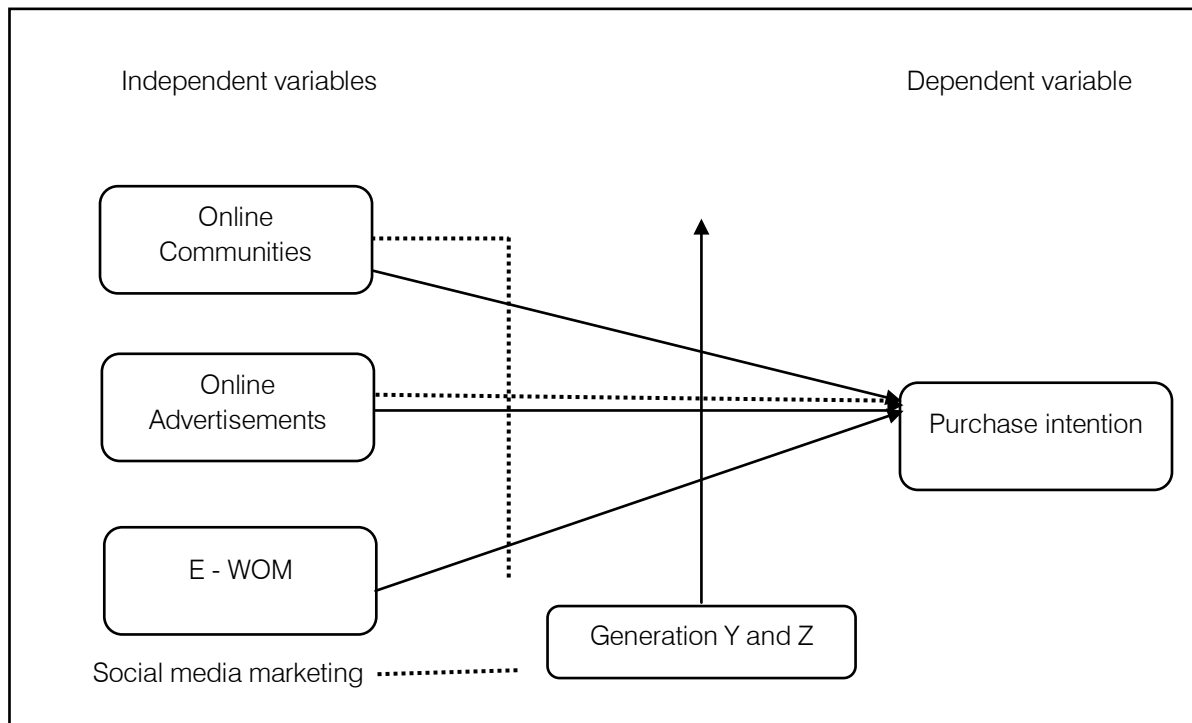 Independent variables
Dependent variable
Online
Communities
Online
Advertisements
Purchase intention
E - WOM
Generation Y and Z
Social media marketing